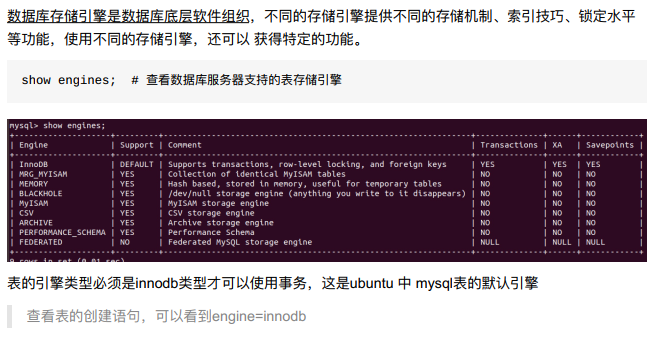 数据库存储引擎是数据库底层软件组织，不同的存储引擎提供不同的存储机制、索引技巧、锁定水平
等功能，使用不同的存储引擎，还可以 获得特定的功能。
show engines;  # 查看数据库服务器支持的表存储引擎
mysql> show engines;
+--------------------+---------+----------------------------------------------------------------+--------------+------+------------+
| Engine             | Support | Comment                                                        | Transactions | XA   | Savepoints |
+--------------------+---------+----------------------------------------------------------------+--------------+------+------------+
| InnoDB             | DEFAULT | Supports transactions, row-level locking, and foreign keys     | YES          | YES  | YES        |
| MRG_MYISAM         | YES     | Collection of identical MyISAM tables                          | NO           | NO   | NO         |
| MEMORY             | YES     | Hash based, stored in memory, useful for temporary tables      | NO           | NO   | NO         |
| BLACKHOLE          | YES     | /dev/null storage engine (anything you write to it disappears) | NO           | NO   | NO         |
| MyISAM             | YES     | MyISAM storage engine                                          | NO           | NO   | NO         |
| CSV                | YES     | CSV storage engine                                             | NO           | NO   | NO         |
| ARCHIVE            | YES     | Archive storage engine                                         | NO           | NO   | NO         |
| PERFORMANCE_SCHEMA | YES     | Performance Schema                                             | NO           | NO   | NO         |
| FEDERATED          | NO      | Federated MySQL storage engine                                 | NULL         | NULL | NULL       |
+--------------------+---------+----------------------------------------------------------------+--------------+------+------------+
9 rows in set (0.01 sec)
表的引擎类型必须是innodb类型才可以使用事务，这是ubuntu 中 mysql表的默认引擎
查看表的创建语句，可以看到engine=innodb